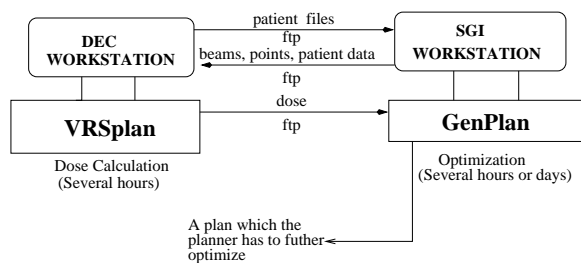 patient files
ftp
DEC
WORKSTATION
SGI
WORKSTATION
beams, points, patient data
ftp
dose
ftp
VRSplan
GenPlan
Dose Calculation
(Several hours)
Optimization
(Several hours or days)
A plan which the
planner has to futher
optimize